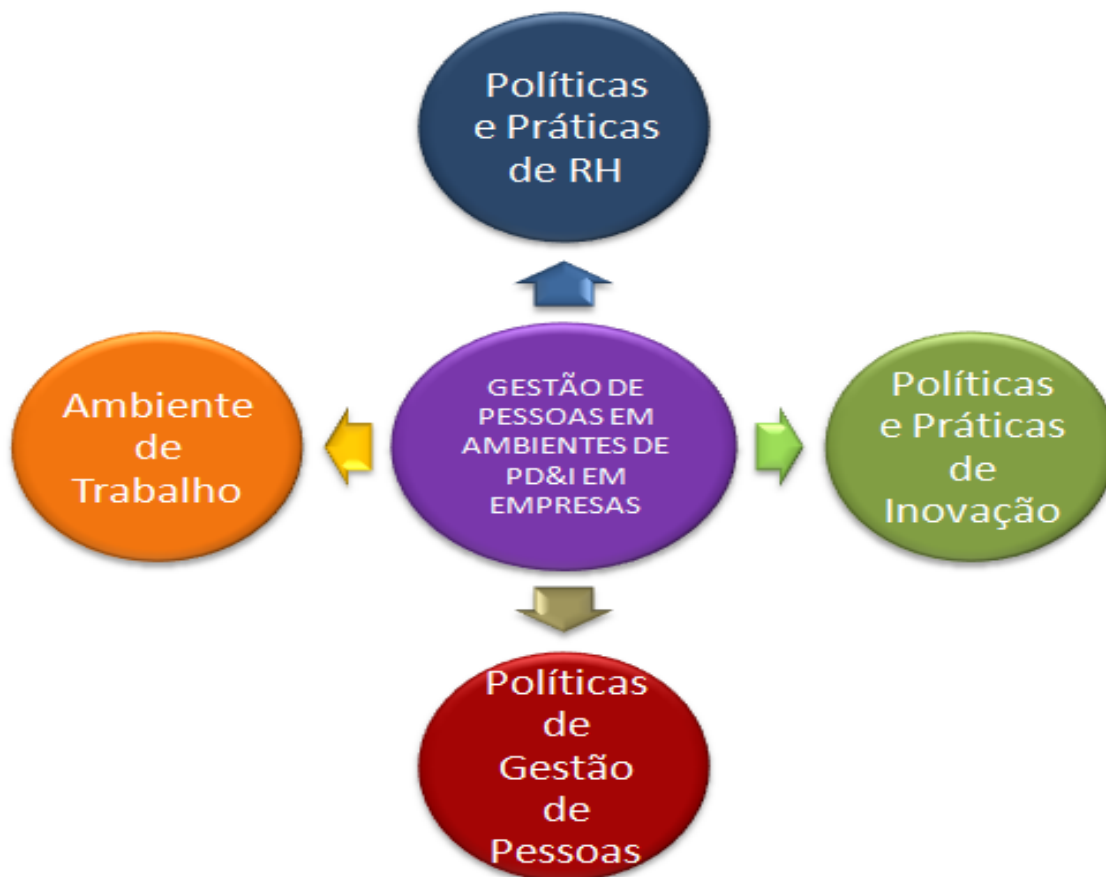 Políticas
e Práticas
de RH
Ambiente
de
Trabalho
GESTÃO DE
PESSOAS EM
AMBIENTES DE
PD&I EM
EMPRESAS
Políticas
e Práticas
de
Inovação
Políticas
de
Gestão
de
Pessoas